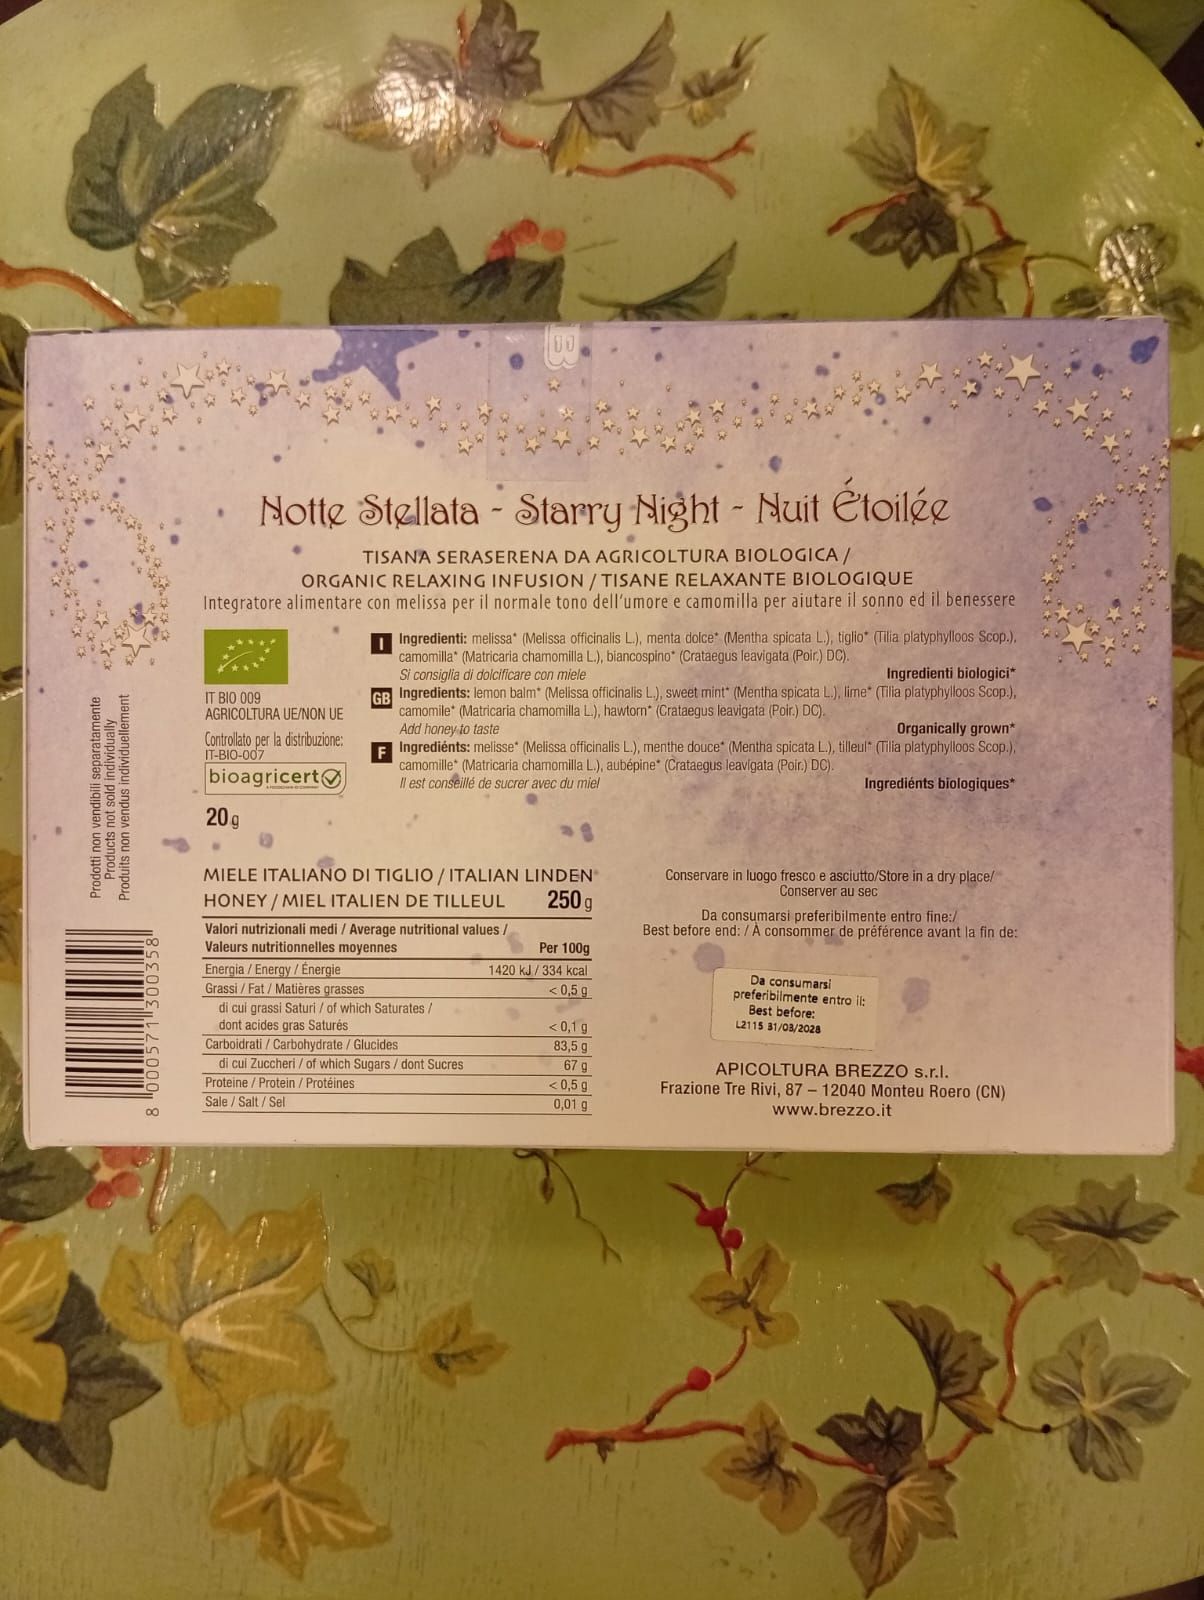 Notte Stellata - Starry Night - Nuit Étoilée
TISANA SERASERENA DA AGRICOLTURA BIOLOGICA /
ORGANIC RELAXING INFUSION / TISANE RELAXANTE BIOLOGIQUE
Integratore alimentare con melissa per il normale tono dell'umore e camomilla per aiutare il sonno ed il benessere
IT BIO 009
AGRICOLTURA UE/NON UE
Controllato per la distribuzione:
IT-BIO-007
bioagricert
20 g
I Ingredienti: melissa* (Melissa officinalis L.), menta dolce* (Mentha spicata L.), tiglio* (Tilia platyphylloos Scop.),
camomilla* (Matricaria chamomilla L.), biancospino* (Crataegus leavigata (Poir.) DC).
Si consiglia di dolcificare con miele
Ingredienti biologici*
GB Ingredients: lemon balm* (Melissa officinalis L.), sweet mint* (Mentha spicata L.), lime* (Tilia platyphylloos Scop.),
camomile* (Matricaria chamomilla L.), hawtorn* (Crataegus leavigata (Poir.) DC).
Add honey to taste
Organically grown*
F Ingrediénts: melisse* (Melissa officinalis L.), menthe douce* (Mentha spicata L.), tilleul* (Tilia platyphylloos Scop.),
camomille* (Matricaria chamomilla L.), aubépine* (Crataegus leavigata (Poir.) DC).
Il est conséillé de sucrer avec du miel
Ingrediénts biologiques*
Prodotti non vendibili separatamente
Products not sold individually
Produits non vendus individuellement
8 000571 300358
MIELE ITALIANO DI TIGLIO / ITALIAN LINDEN
HONEY / MIEL ITALIEN DE TILLEUL 250 g
Valori nutrizionali medi / Average nutritional values /
Valeurs nutritionnelles moyennes Per 100g
Energia / Energy / Énergie 1420 kJ / 334 kcal
Grassi / Fat / Matières grasses < 0,5 g
di cui grassi Saturi / of which Saturates /
dont acides gras Saturés < 0,1 g
Carboidrati / Carbohydrate / Glucides 83,5 g
di cui Zuccheri / of which Sugars / dont Sucres 67 g
Proteine / Protein / Protéines < 0,5 g
Sale / Salt / Sel 0,01 g
Conservare in luogo fresco e asciutto/Store in a dry place/
Conserver au sec
Da consumarsi preferibilmente entro fine:/
Best before end: / À consommer de préférence avant la fin de:
Da consumarsi
preferibilmente entro il:
Best before:
L2115 31/03/2028
APICOLTURA BREZZO s.r.l.
Frazione Tre Rivi, 87 – 12040 Monteu Roero (CN)
www.brezzo.it